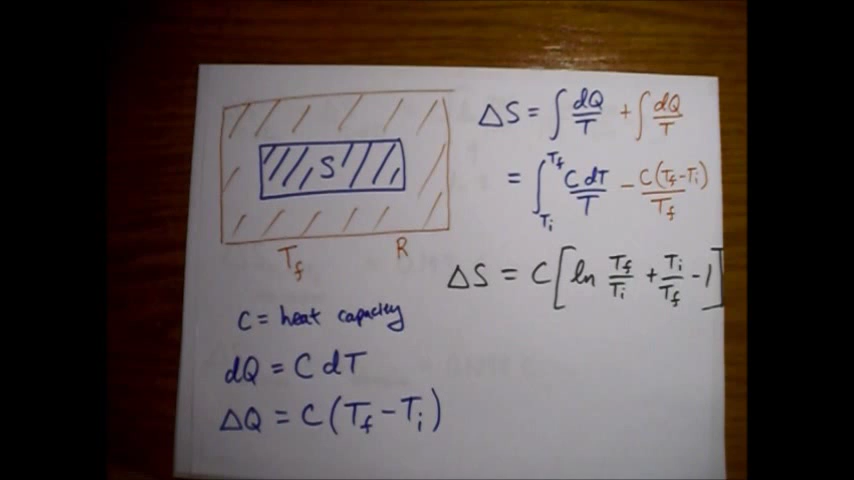 S
T_f R
C = heat capacity
dQ = C dT
ΔQ = C (T_f - T_i)
ΔS = ∫ dQ/T + ∫ dQ/T
= ∫_{T_i}^{T_f} C dT/T - C(T_f-T_i)/T_f
ΔS = C [ln T_f/T_i + T_i/T_f - 1]